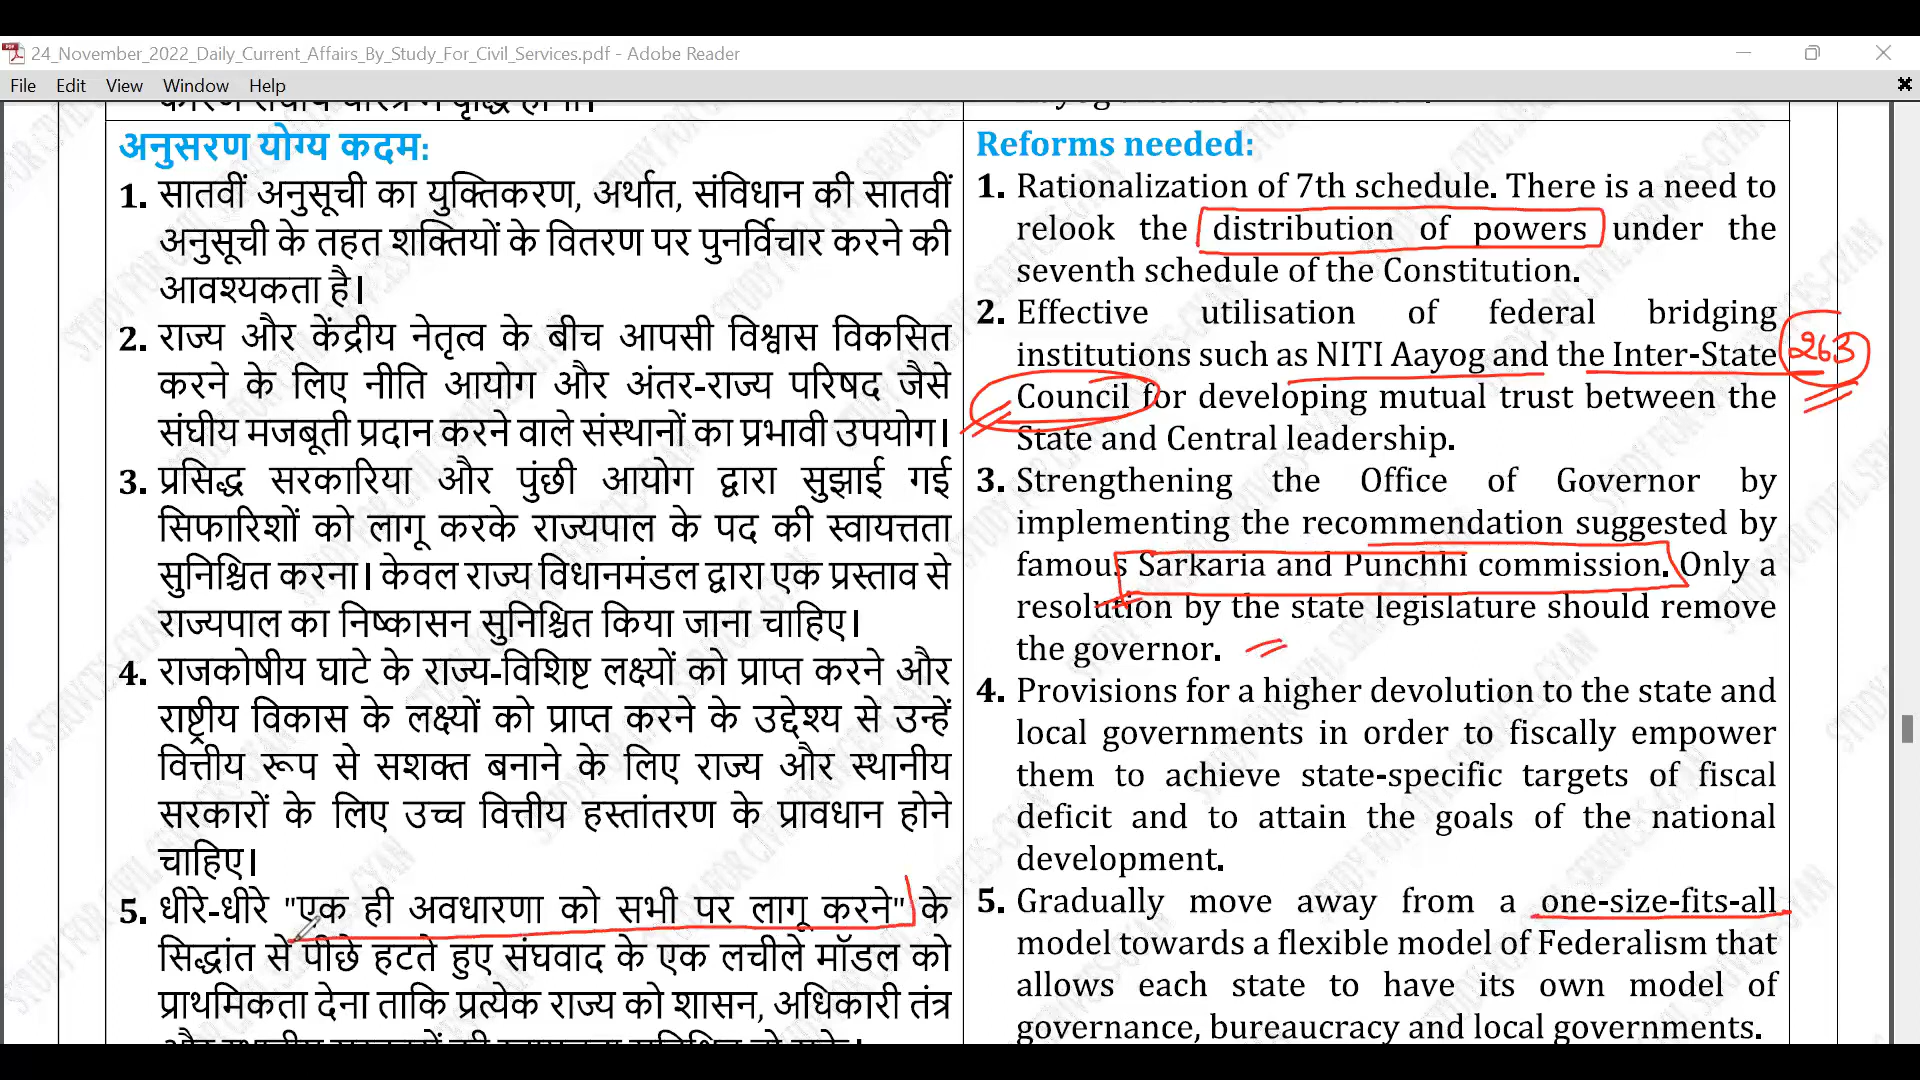 24_November_2022_Daily_Current_Affairs_By_Study_For_Civil_Services.pdf - Adobe Reader
File Edit View Window Help
अनुसरण योग्य कदम:
1. सातवीं अनुसूची का युक्तिकरण, अर्थात, संविधान की सातवीं
अनुसूची के तहत शक्तियों के वितरण पर पुनर्विचार करने की
आवश्यकता है।
2. राज्य और केंद्रीय नेतृत्व के बीच आपसी विश्वास विकसित
करने के लिए नीति आयोग और अंतर-राज्य परिषद जैसे
संघीय मजबूती प्रदान करने वाले संस्थानों का प्रभावी उपयोग।
3. प्रसिद्ध सरकारिया और पुंछी आयोग द्वारा सुझाई गई
सिफारिशों को लागू करके राज्यपाल के पद की स्वायत्तता
सुनिश्चित करना। केवल राज्य विधानमंडल द्वारा एक प्रस्ताव से
राज्यपाल का निष्कासन सुनिश्चित किया जाना चाहिए।
4. राजकोषीय घाटे के राज्य-विशिष्ट लक्ष्यों को प्राप्त करने और
राष्ट्रीय विकास के लक्ष्यों को प्राप्त करने के उद्देश्य से उन्हें
वित्तीय रूप से सशक्त बनाने के लिए राज्य और स्थानीय
सरकारों के लिए उच्च वित्तीय हस्तांतरण के प्रावधान होने
चाहिए।
5. धीरे-धीरे "एक ही अवधारणा को सभी पर लागू करने" के
सिद्धांत से पीछे हटते हुए संघवाद के एक लचीले मॉडल को
प्राथमिकता देना ताकि प्रत्येक राज्य को शासन, अधिकारी तंत्र
Reforms needed:
1. Rationalization of 7th schedule. There is a need to
relook the distribution of powers under the
seventh schedule of the Constitution.
2. Effective utilisation of federal bridging
institutions such as NITI Aayog and the Inter-State
263
Council for developing mutual trust between the
State and Central leadership.
3. Strengthening the Office of Governor by
implementing the recommendation suggested by
famous Sarkaria and Punchhi commission. Only a
resolution by the state legislature should remove
the governor.
4. Provisions for a higher devolution to the state and
local governments in order to fiscally empower
them to achieve state-specific targets of fiscal
deficit and to attain the goals of the national
development.
5. Gradually move away from a one-size-fits-all
model towards a flexible model of Federalism that
allows each state to have its own model of
governance, bureaucracy and local governments.